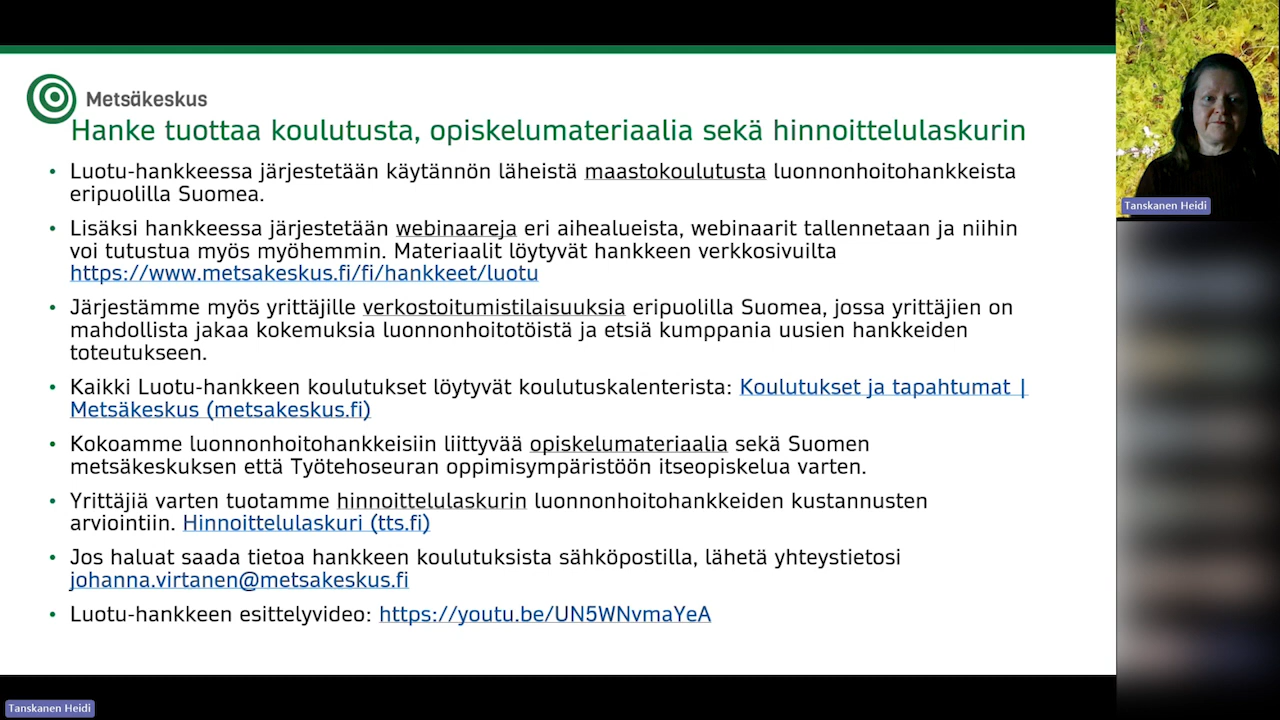 Metsäkeskus
Hanke tuottaa koulutusta, opiskelumateriaalia sekä hinnoittelulaskurin
• Luotu-hankkeessa järjestetään käytännön läheistä maastokoulutusta luonnonhoitohankkeista
eripuolilla Suomea.
• Lisäksi hankkeessa järjestetään webinaareja eri aihealueista, webinaarit tallennetaan ja niihin
voi tutustua myös myöhemmin. Materiaalit löytyvät hankkeen verkkosivuilta
https://www.metsakeskus.fi/fi/hankkeet/luotu
• Järjestämme myös yrittäjille verkostoitumistilaisuuksia eripuolilla Suomea, jossa yrittäjien on
mahdollista jakaa kokemuksia luonnonhoitotöistä ja etsiä kumppania uusien hankkeiden
toteutukseen.
• Kaikki Luotu-hankkeen koulutukset löytyvät koulutuskalenterista: Koulutukset ja tapahtumat |
Metsäkeskus (metsakeskus.fi)
• Kokoamme luonnonhoitohankkeisiin liittyvää opiskelumateriaalia sekä Suomen
metsäkeskuksen että Työtehoseuran oppimisympäristöön itseopiskelua varten.
• Yrittäjiä varten tuotamme hinnoittelulaskurin luonnonhoitohankkeiden kustannusten
arviointiin. Hinnoittelulaskuri (tts.fi)
• Jos haluat saada tietoa hankkeen koulutuksista sähköpostilla, lähetä yhteystietosi
johanna.virtanen@metsakeskus.fi
• Luotu-hankkeen esittelyvideo: https://youtu.be/UN5WNvmaYeA
Tanskanen Heidi
Tanskanen Heidi